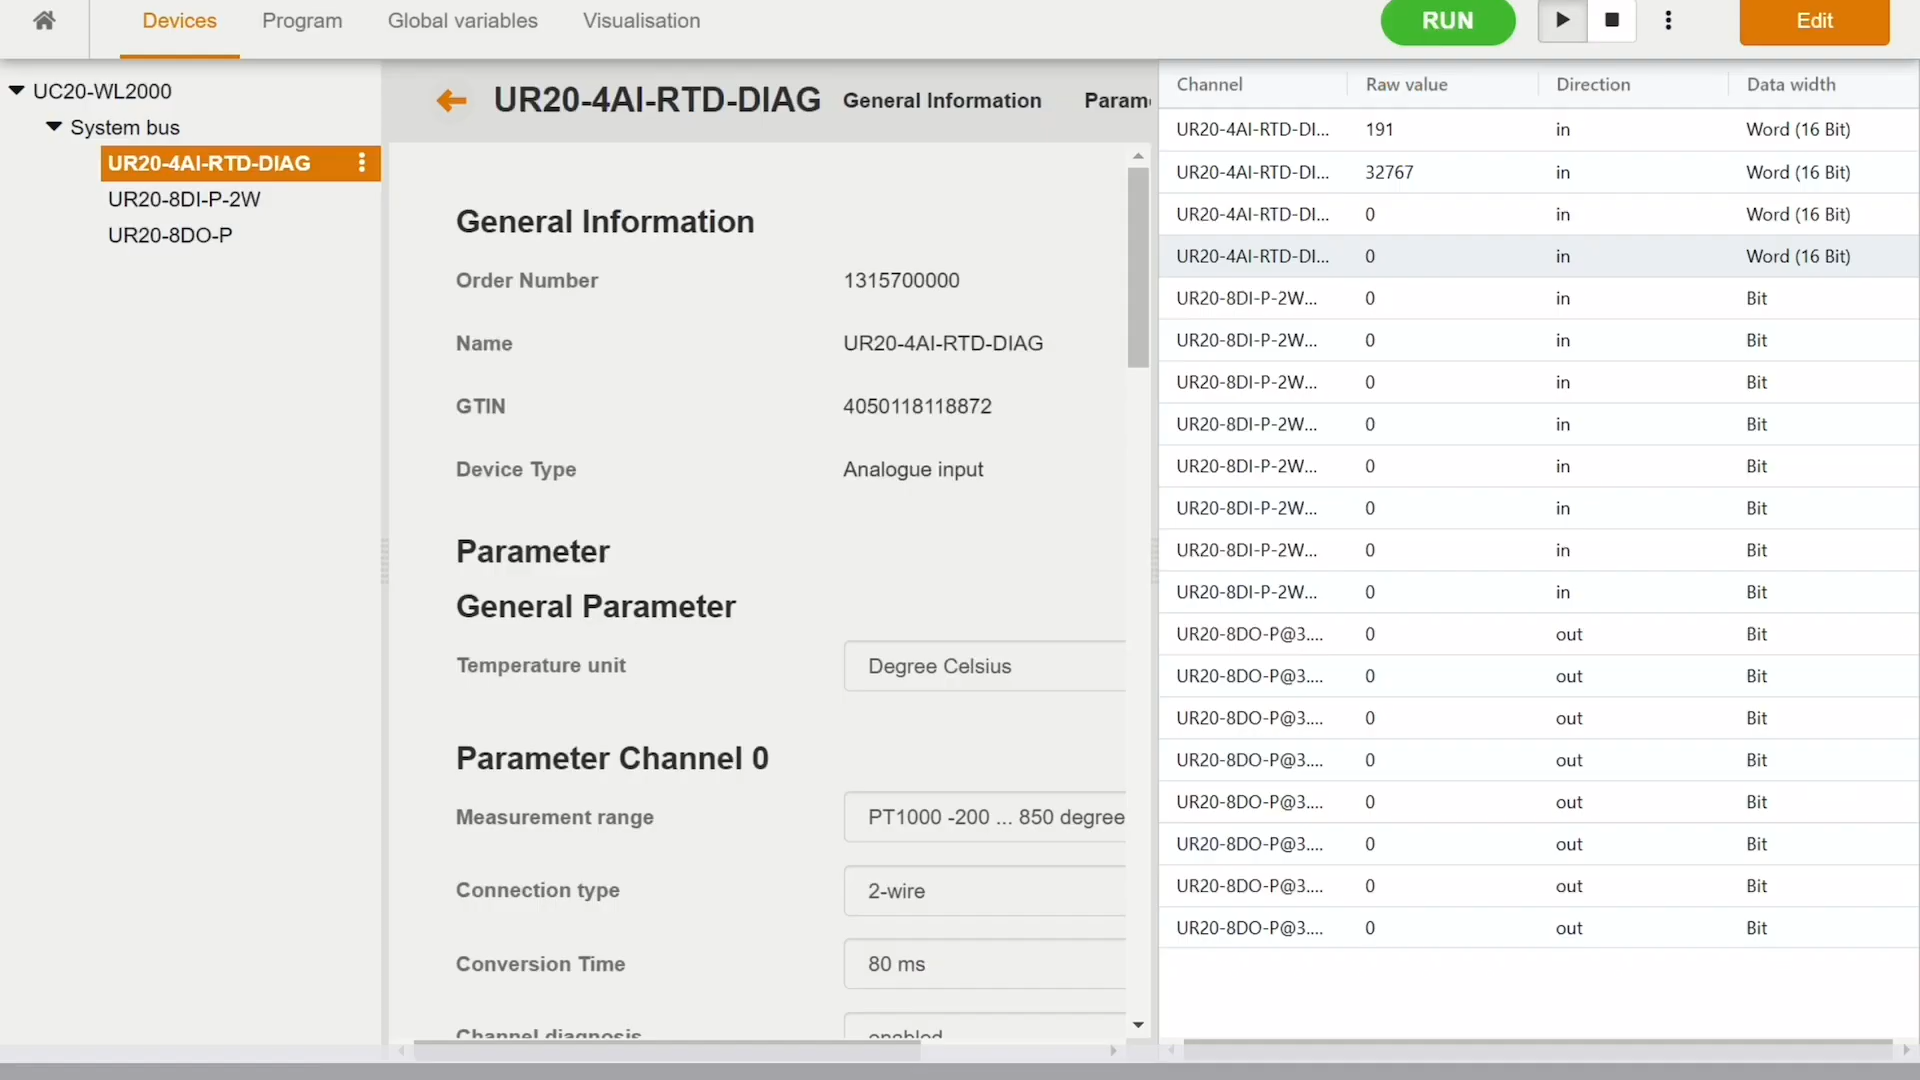 Devices
Program
Global variables
Visualisation
RUN
Edit
UC20-WL2000
System bus
UR20-4AI-RTD-DIAG
UR20-8DI-P-2W
UR20-8DO-P
UR20-4AI-RTD-DIAG General Information Param
General Information
Order Number 1315700000
Name UR20-4AI-RTD-DIAG
GTIN 4050118118872
Device Type Analogue input
Parameter
General Parameter
Temperature unit Degree Celsius
Parameter Channel 0
Measurement range PT1000 -200 ... 850 degree
Connection type 2-wire
Conversion Time 80 ms
Channel diagnosis enabled
Channel Raw value Direction Data width
UR20-4AI-RTD-DI... 191 in Word (16 Bit)
UR20-4AI-RTD-DI... 32767 in Word (16 Bit)
UR20-4AI-RTD-DI... 0 in Word (16 Bit)
UR20-4AI-RTD-DI... 0 in Word (16 Bit)
UR20-8DI-P-2W... 0 in Bit
UR20-8DI-P-2W... 0 in Bit
UR20-8DI-P-2W... 0 in Bit
UR20-8DI-P-2W... 0 in Bit
UR20-8DI-P-2W... 0 in Bit
UR20-8DI-P-2W... 0 in Bit
UR20-8DI-P-2W... 0 in Bit
UR20-8DI-P-2W... 0 in Bit
UR20-8DO-P@3.... 0 out Bit
UR20-8DO-P@3.... 0 out Bit
UR20-8DO-P@3.... 0 out Bit
UR20-8DO-P@3.... 0 out Bit
UR20-8DO-P@3.... 0 out Bit
UR20-8DO-P@3.... 0 out Bit
UR20-8DO-P@3.... 0 out Bit
UR20-8DO-P@3.... 0 out Bit